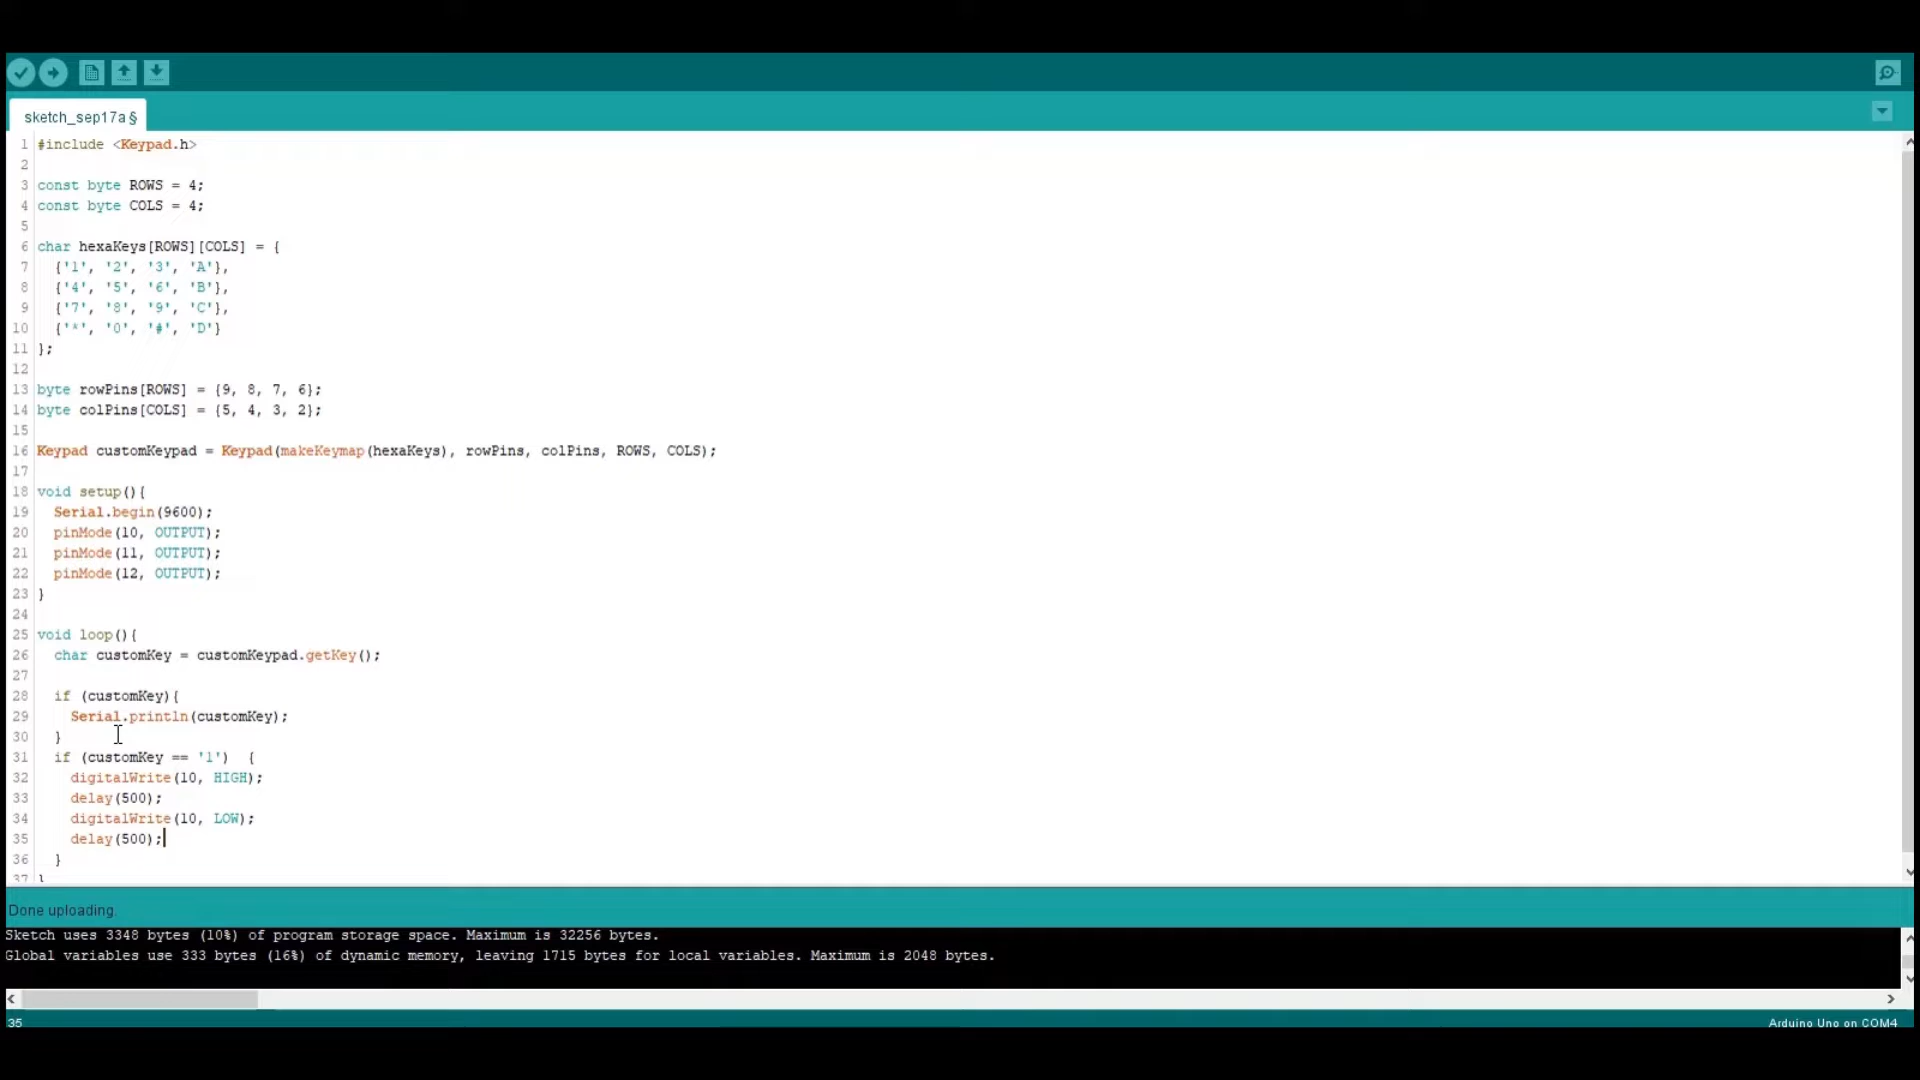 sketch_sep17a §
1 #include <Keypad.h>
2
3 const byte ROWS = 4;
4 const byte COLS = 4;
5
6 char hexaKeys[ROWS][COLS] = {
7   {'1', '2', '3', 'A'},
8   {'4', '5', '6', 'B'},
9   {'7', '8', '9', 'C'},
10   {'*', '0', '#', 'D'}
11 };
12
13 byte rowPins[ROWS] = {9, 8, 7, 6};
14 byte colPins[COLS] = {5, 4, 3, 2};
15
16 Keypad customKeypad = Keypad(makeKeymap(hexaKeys), rowPins, colPins, ROWS, COLS);
17
18 void setup(){
19   Serial.begin(9600);
20   pinMode(10, OUTPUT);
21   pinMode(11, OUTPUT);
22   pinMode(12, OUTPUT);
23 }
24
25 void loop(){
26   char customKey = customKeypad.getKey();
27
28   if (customKey){
29     Serial.println(customKey);
30   }
31   if (customKey == '1')  {
32     digitalWrite(10, HIGH);
33     delay(500);
34     digitalWrite(10, LOW);
35     delay(500);
36   }
37 }
Done uploading.
Sketch uses 3348 bytes (10%) of program storage space. Maximum is 32256 bytes.
Global variables use 333 bytes (16%) of dynamic memory, leaving 1715 bytes for local variables. Maximum is 2048 bytes.
35
Arduino Uno on COM4